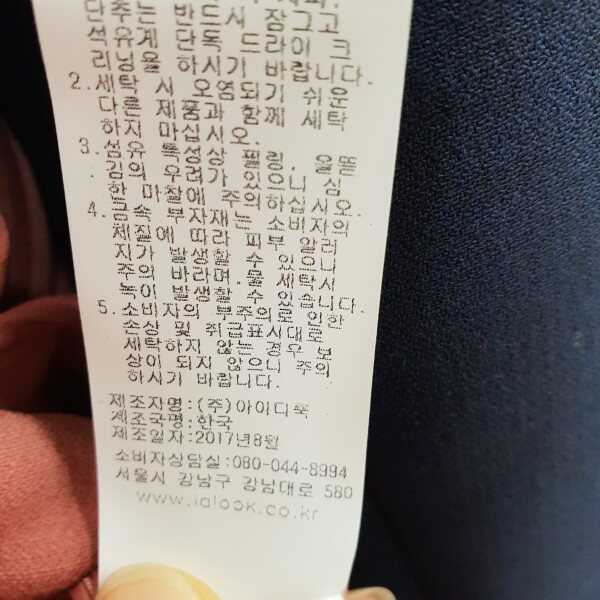 단추는 반드시 잠그고
석유계 단독 드라이 크
리닝을 하시기 바랍니다.
2.세탁 시 오염되기 쉬운
다른 제품과 함께 세탁
하지 마십시오.
3.섬유 특성상 필링, 올뜯
김의 우려가 있으니 심
한 마찰에 주의하십시오.
4.금속 부자재는 소비자의
체질에 따라 피부 알러
지가 발생할 수 있으니
주의 바라며,물 세탁시
녹이 발생할 수 있습니다.
5.소비자의 부주의로 인한
손상 및 취급표시대로
세탁하지 않는 경우 보
상이 되지 않으니 주의
하시기 바랍니다.
제조자명:(주)아이디룩
제조국명:한국
제조일자:2017년8월
소비자상담실:080-044-8994
서울시 강남구 강남대로 580
www.idlook.co.kr